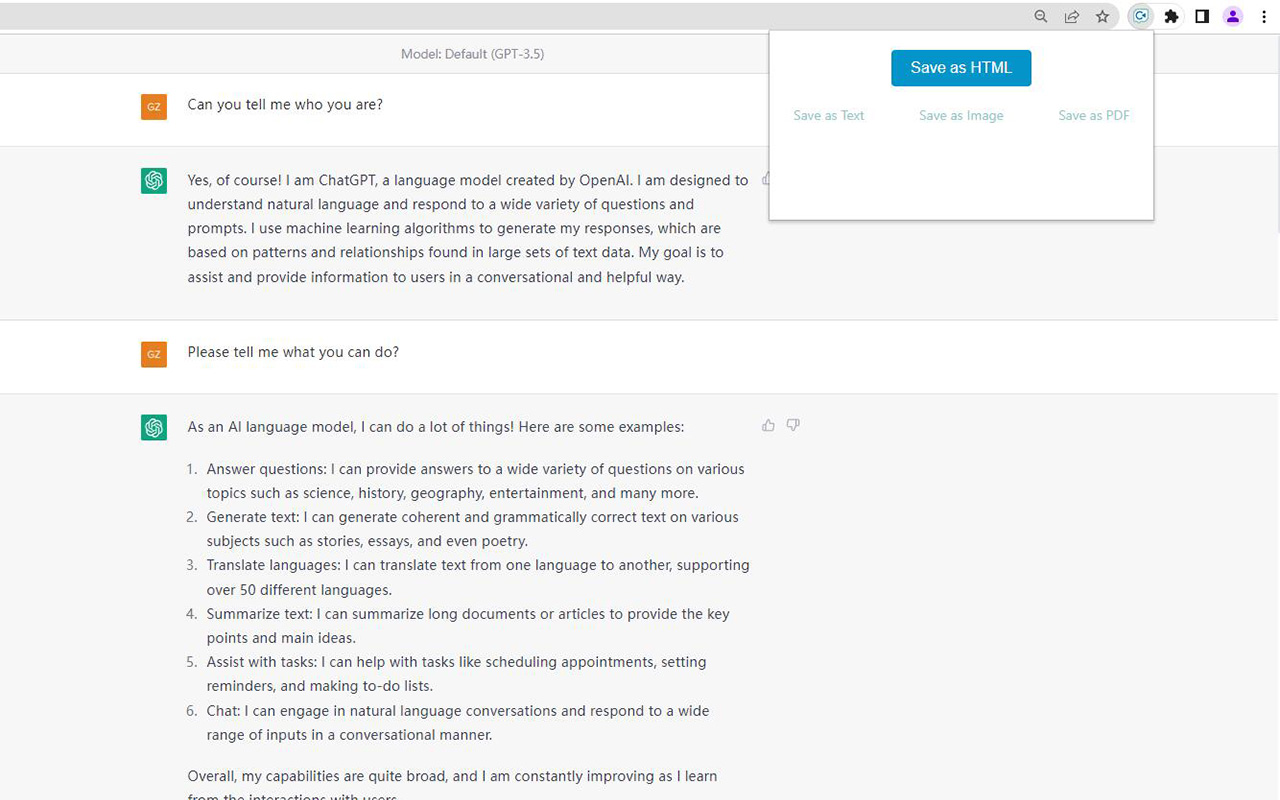 Model: Default (GPT-3.5)
Save as HTML
Save as Text
Save as Image
Save as PDF
GZ
Can you tell me who you are?
Yes, of course! I am ChatGPT, a language model created by OpenAI. I am designed to
understand natural language and respond to a wide variety of questions and
prompts. I use machine learning algorithms to generate my responses, which are
based on patterns and relationships found in large sets of text data. My goal is to
assist and provide information to users in a conversational and helpful way.
GZ
Please tell me what you can do?
As an AI language model, I can do a lot of things! Here are some examples:
1. Answer questions: I can provide answers to a wide variety of questions on various
topics such as science, history, geography, entertainment, and many more.
2. Generate text: I can generate coherent and grammatically correct text on various
subjects such as stories, essays, and even poetry.
3. Translate languages: I can translate text from one language to another, supporting
over 50 different languages.
4. Summarize text: I can summarize long documents or articles to provide the key
points and main ideas.
5. Assist with tasks: I can help with tasks like scheduling appointments, setting
reminders, and making to-do lists.
6. Chat: I can engage in natural language conversations and respond to a wide
range of inputs in a conversational manner.
Overall, my capabilities are quite broad, and I am constantly improving as I learn
from the interactions with users.